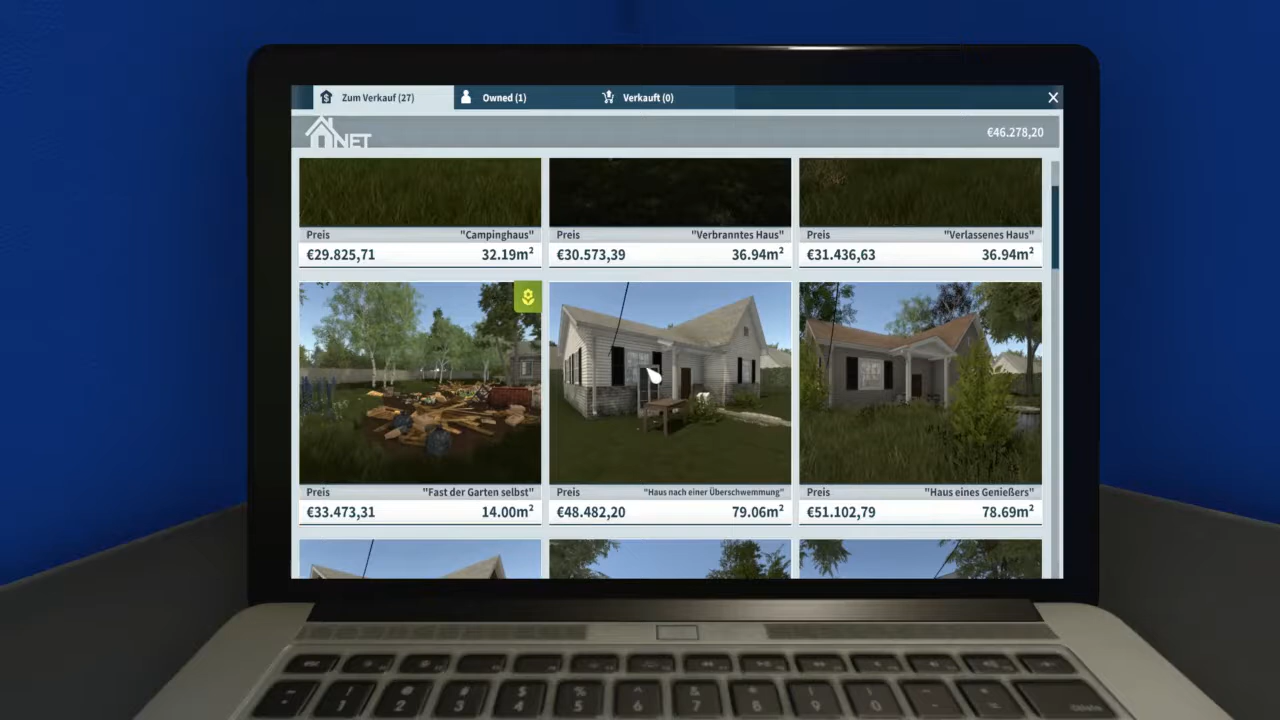 Zum Verkauf (27) Owned (1) Verkauft (0)
NET €46.278,20
Preis "Campinghaus" Preis "Verbranntes Haus" Preis "Verlassenes Haus"
€29.825,71 32.19m² €30.573,39 36.94m² €31.436,63 36.94m²
Preis "Fast der Garten selbst" Preis "Haus nach einer Überschwemmung" Preis "Haus eines Genießers"
€33.473,31 14.00m² €48.482,20 79.06m² €51.102,79 78.69m²